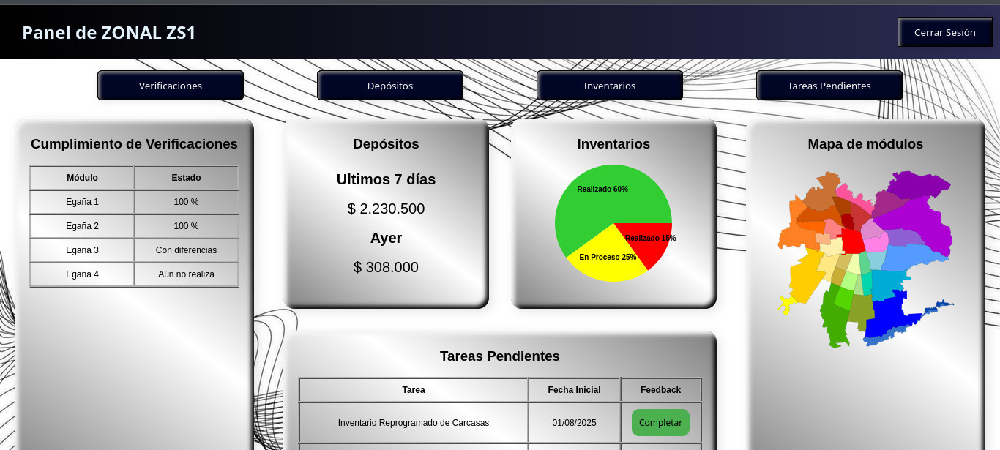 Panel de ZONAL ZS1
Cerrar Sesión
Verificaciones
Depósitos
Inventarios
Tareas Pendientes
Cumplimiento de Verificaciones
Módulo Estado
Egaña 1 100 %
Egaña 2 100 %
Egaña 3 Con diferencias
Egaña 4 Aún no realiza
Depósitos
Ultimos 7 días
$ 2.230.500
Ayer
$ 308.000
Inventarios
Realizado 60%
Realizado 15%
En Proceso 25%
Mapa de módulos
Tareas Pendientes
Tarea Fecha Inicial Feedback
Inventario Reprogramado de Carcasas 01/08/2025 Completar